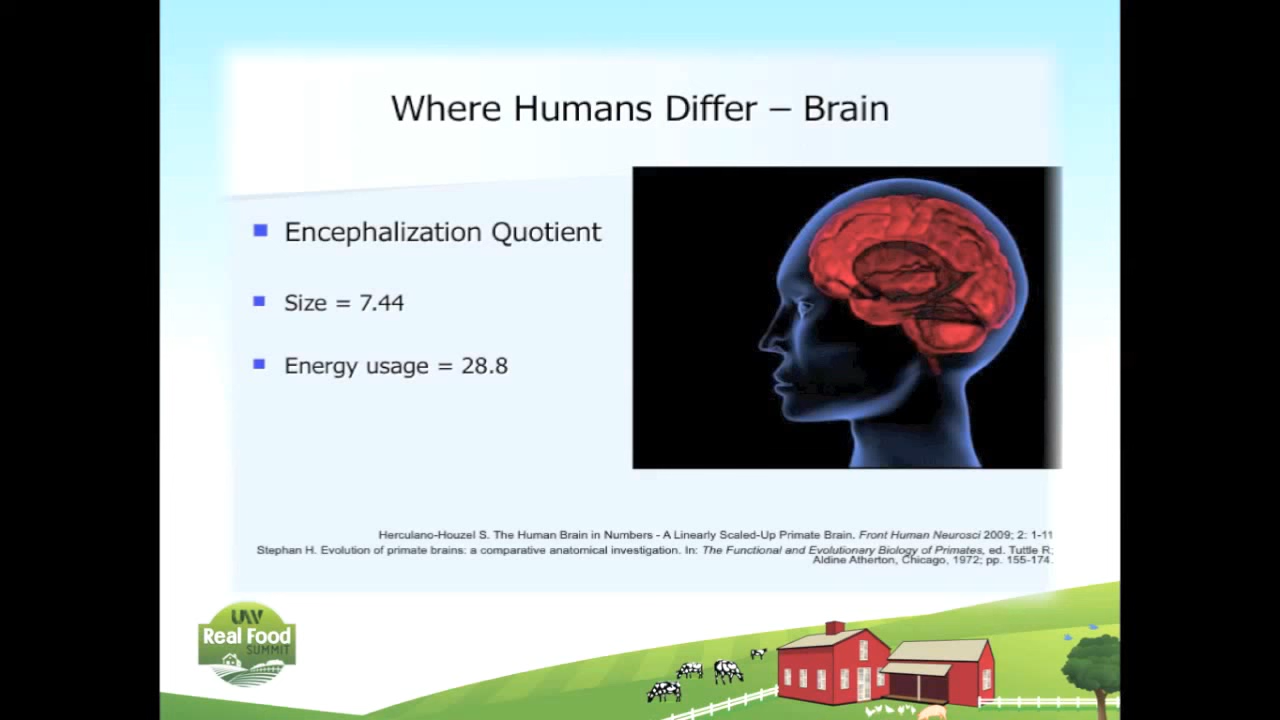 Where Humans Differ – Brain
Encephalization Quotient
Size = 7.44
Energy usage = 28.8
Herculano-Houzel S. The Human Brain in Numbers - A Linearly Scaled-Up Primate Brain. Front Human Neurosci 2009; 2: 1-11
Stephan H. Evolution of primate brains: a comparative anatomical investigation. In: The Functional and Evolutionary Biology of Primates, ed. Tuttle R;
Aldine Atherton, Chicago, 1972; pp. 155-174.
UW
Real Food
SUMMIT